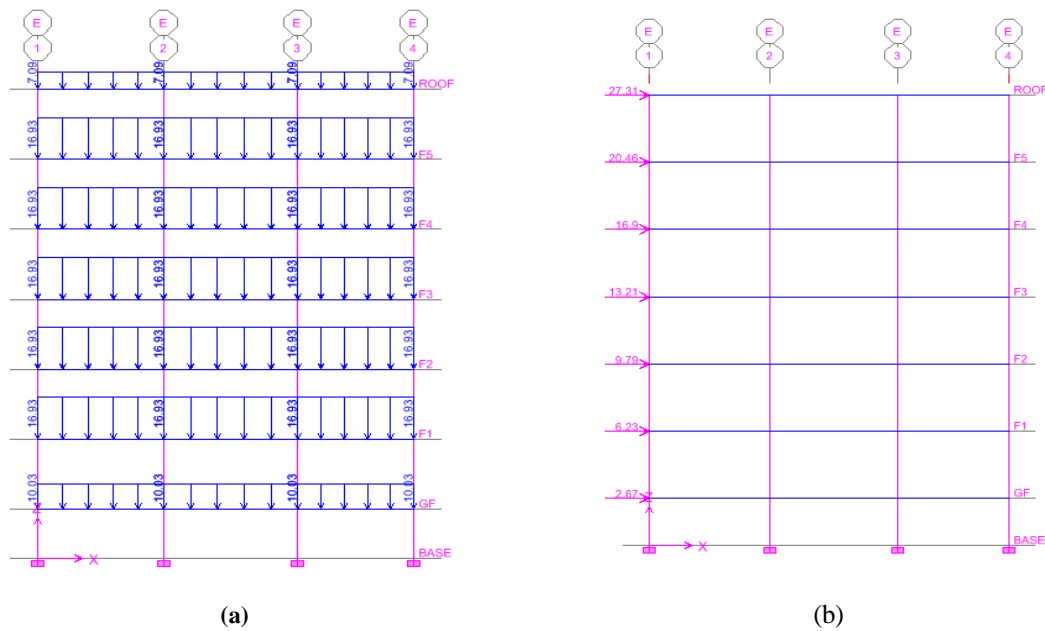 E E E E
1 2 3 4
7.09 7.09 7.09 7.09
ROOF
16.93 16.93 16.93 16.93
F5
16.93 16.93 16.93 16.93
F4
16.93 16.93 16.93 16.93
F3
16.93 16.93 16.93 16.93
F2
16.93 16.93 16.93 16.93
F1
10.03 10.03 10.03 10.03
GF
Z
X
BASE
(a)
E E E E
1 2 3 4
27.31 ROOF
20.46 F5
16.9 F4
13.21 F3
9.79 F2
6.23 F1
2.67 Z GF
X
BASE
(b)